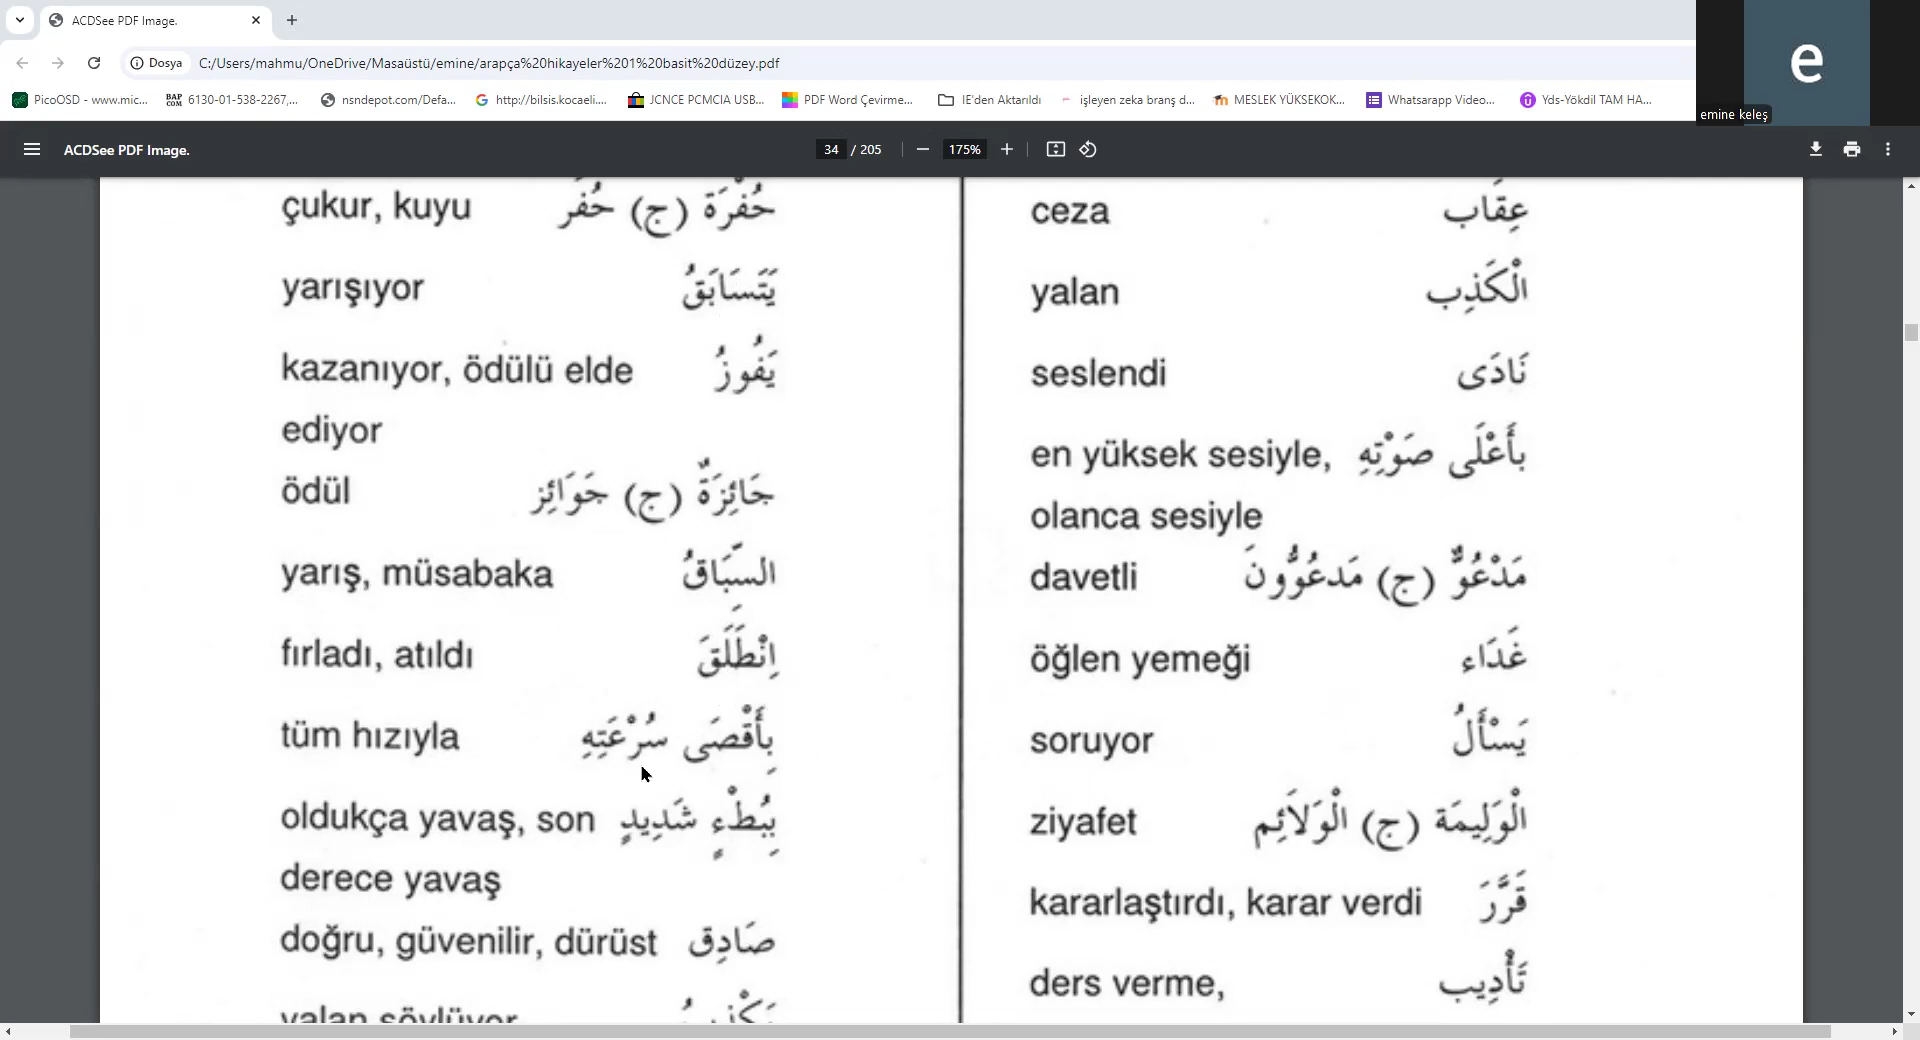 ACDSee PDF Image.
Dosya
C:/Users/mahmu/OneDrive/Masaüstü/emine/arapça%20hikayeler%201%20basit%20düzey.pdf
PicoOSD - www.mic... BAP COM 6130-01-538-2267,... nsndepot.com/Defa... http://bilsis.kocaeli.... JCNCE PCMCIA USB... PDF Word Çevirme... IE'den Aktarıldı işleyen zeka branş d... MESLEK YÜKSEKOK... Whatsarapp Video... Yds-Yökdil TAM HA...
e
emine keleş
ACDSee PDF Image. 34 / 205 175%
çukur, kuyu حُفْرَة (ج) حُفَر
yarışıyor يَتَسَابَقُ
kazanıyor, ödülü elde يَفُوزُ
ediyor
ödül جَائِزَةٌ (ج) جَوَائِز
yarış, müsabaka السِّبَاقُ
fırladı, atıldı اِنْطَلَقَ
tüm hızıyla بِأَقْصَى سُرْعَتِهِ
oldukça yavaş, son بِبُطْءٍ شَدِيدٍ
derece yavaş
doğru, güvenilir, dürüst صَادِق
ceza عِقَاب
yalan الْكَذِب
seslendi نَادَى
en yüksek sesiyle, بأَعْلَى صَوْتِهِ
olanca sesiyle
davetli مَدْعُوٌّ (ج) مَدعُوُّونَ
öğlen yemeği غَدَاء
soruyor يَسْأَلُ
ziyafet الْوَلِيمَة (ج) الْوَلاَئِم
kararlaştırdı, karar verdi قَرَّرَ
ders verme, تَأْدِيب